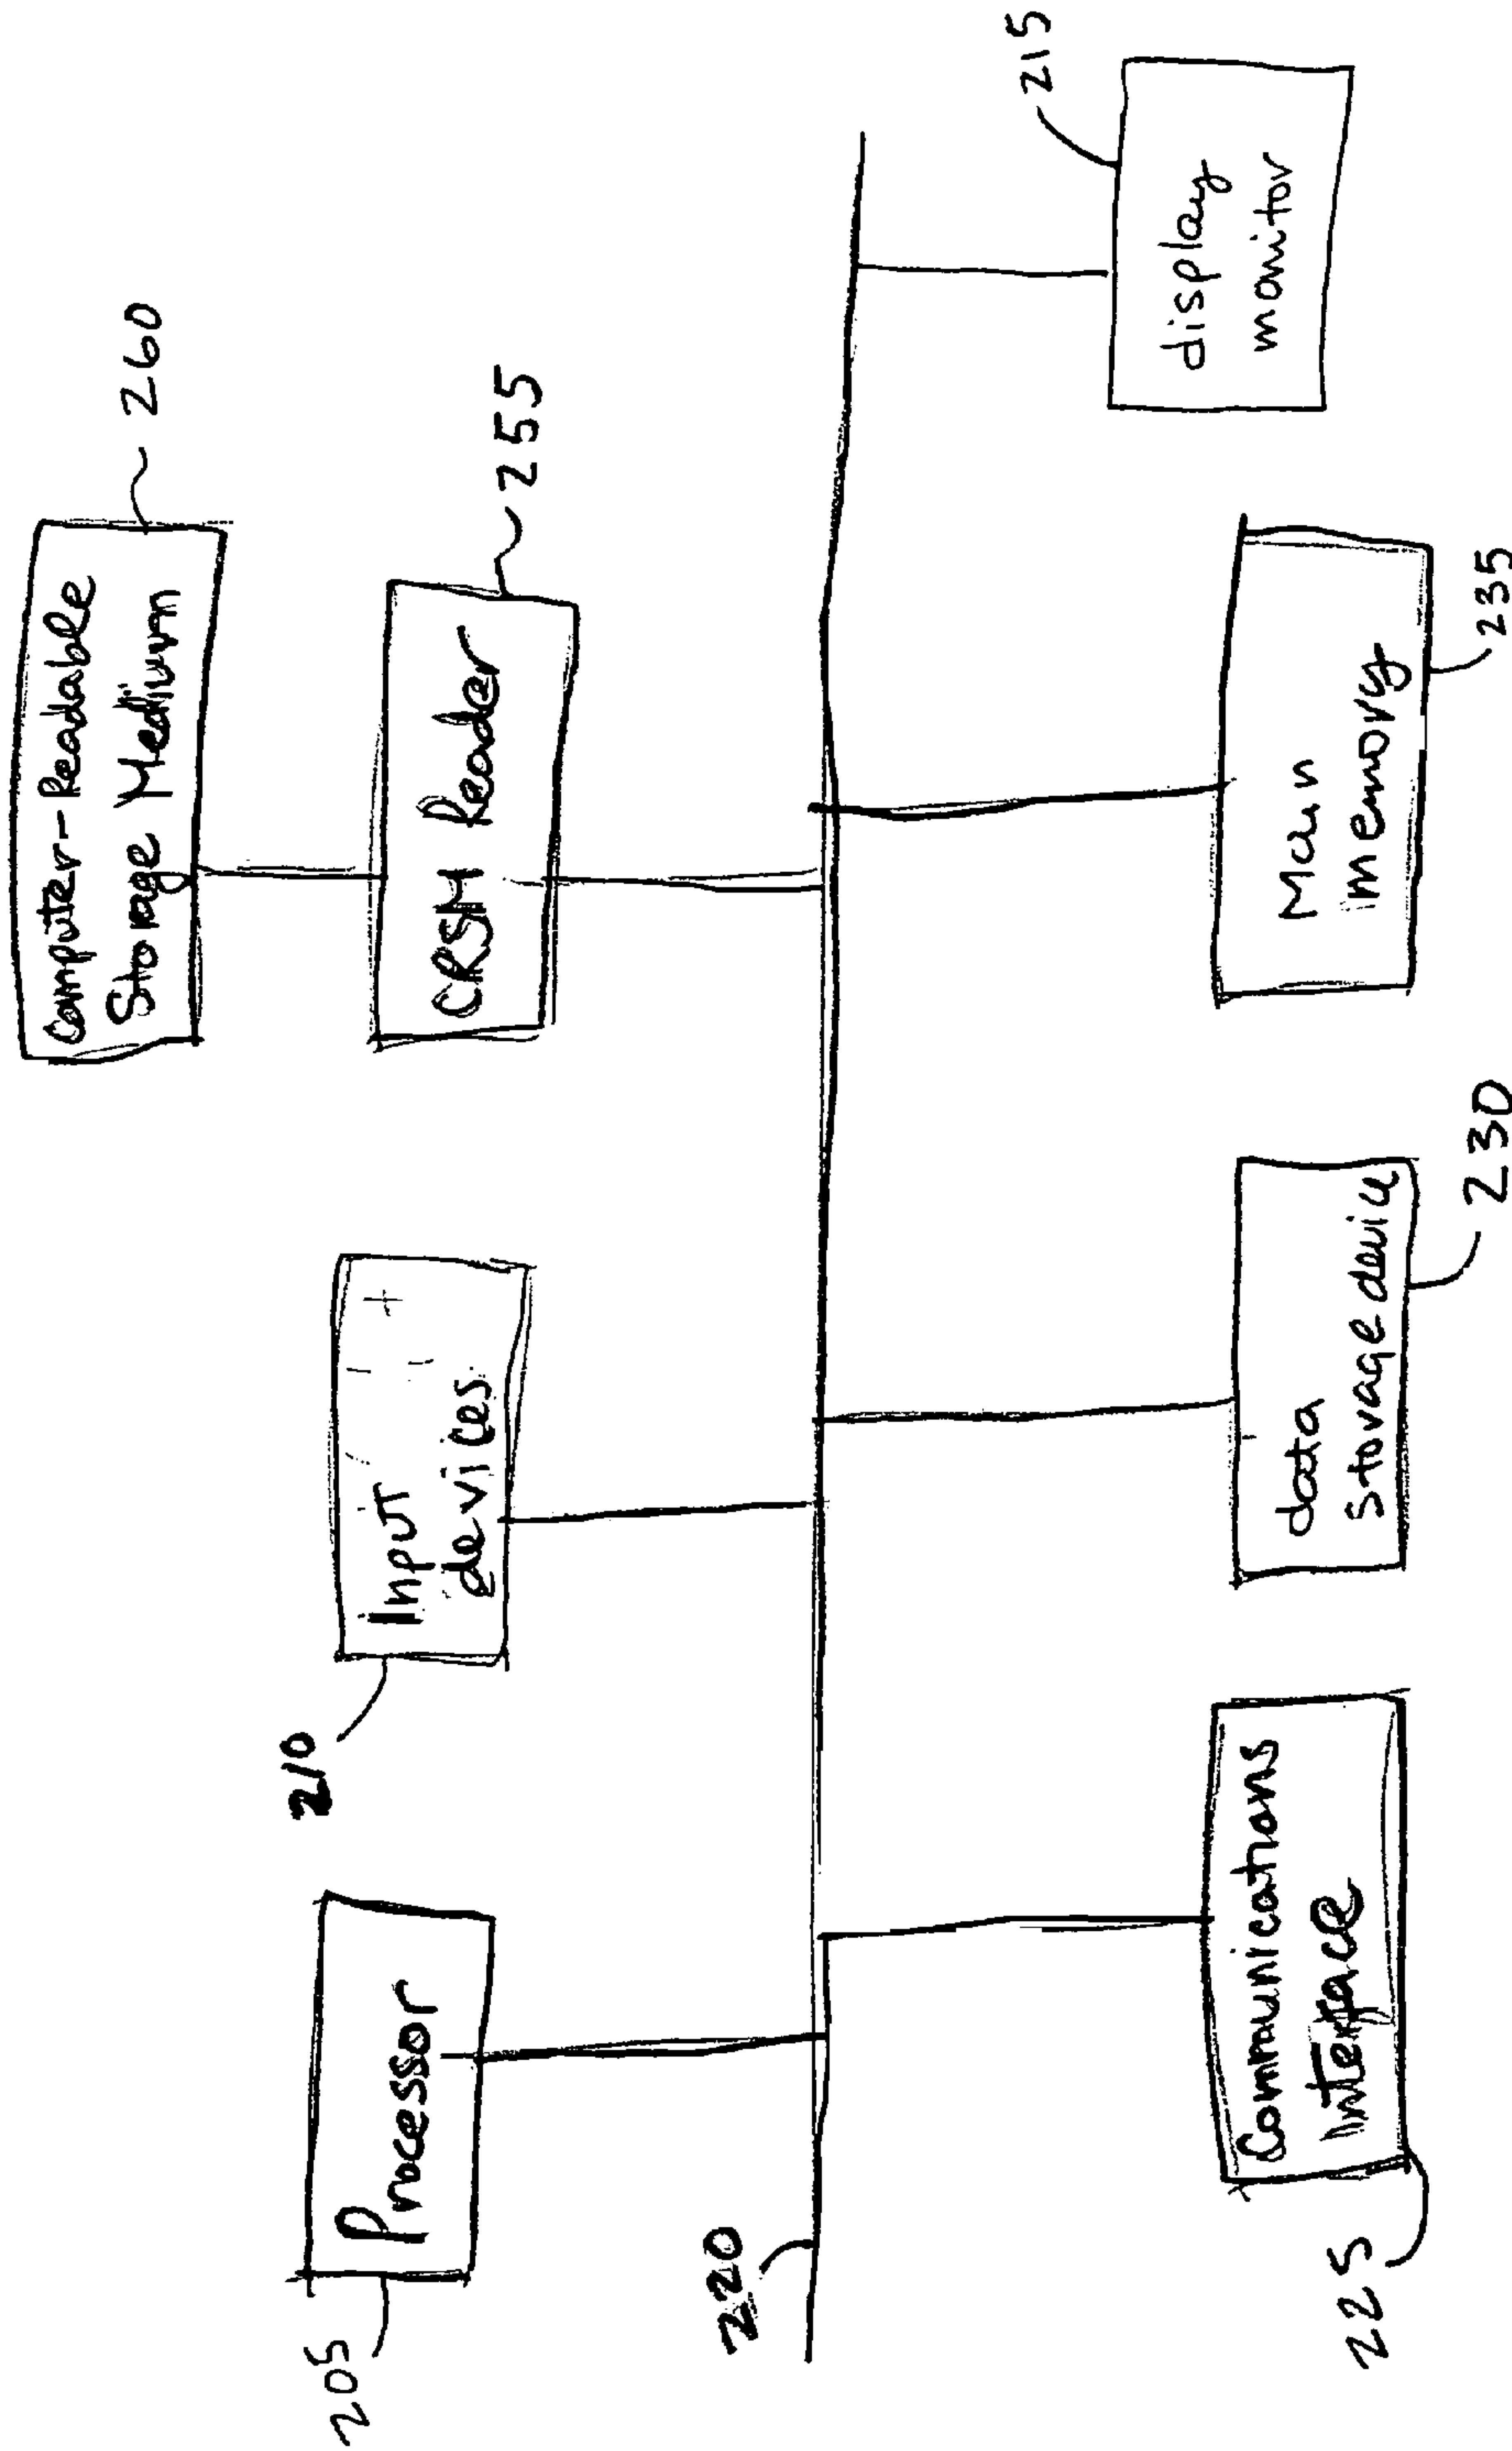 Computer-Readable
Storage Medium
260
CRSM Reader
255
210
Input
devices
205
Processor
220
215
display
monitor
225
Communications
Interface
data
storage device
230
Main
memory
235